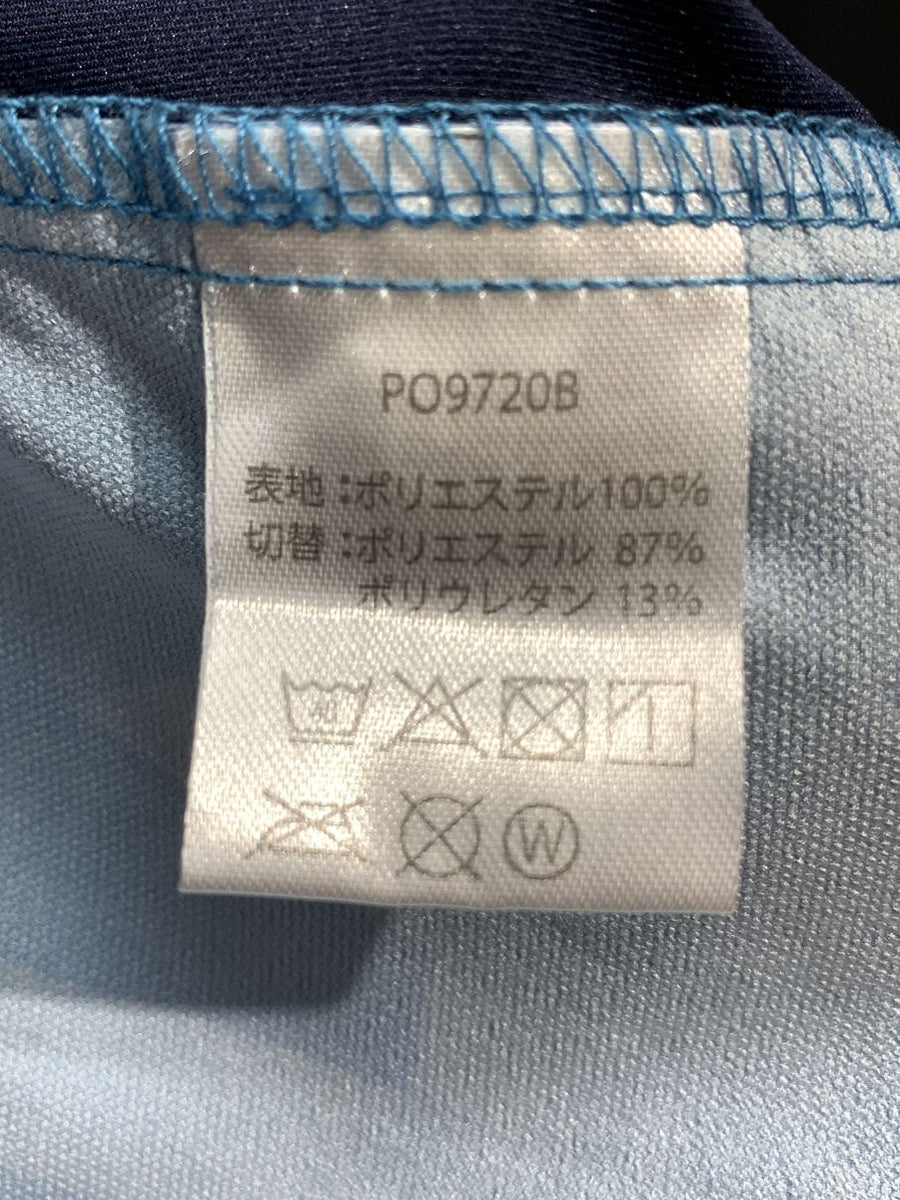 PO9720B
表地：ポリエステル100%
切替：ポリエステル 87%
ポリウレタン 13%
40
W